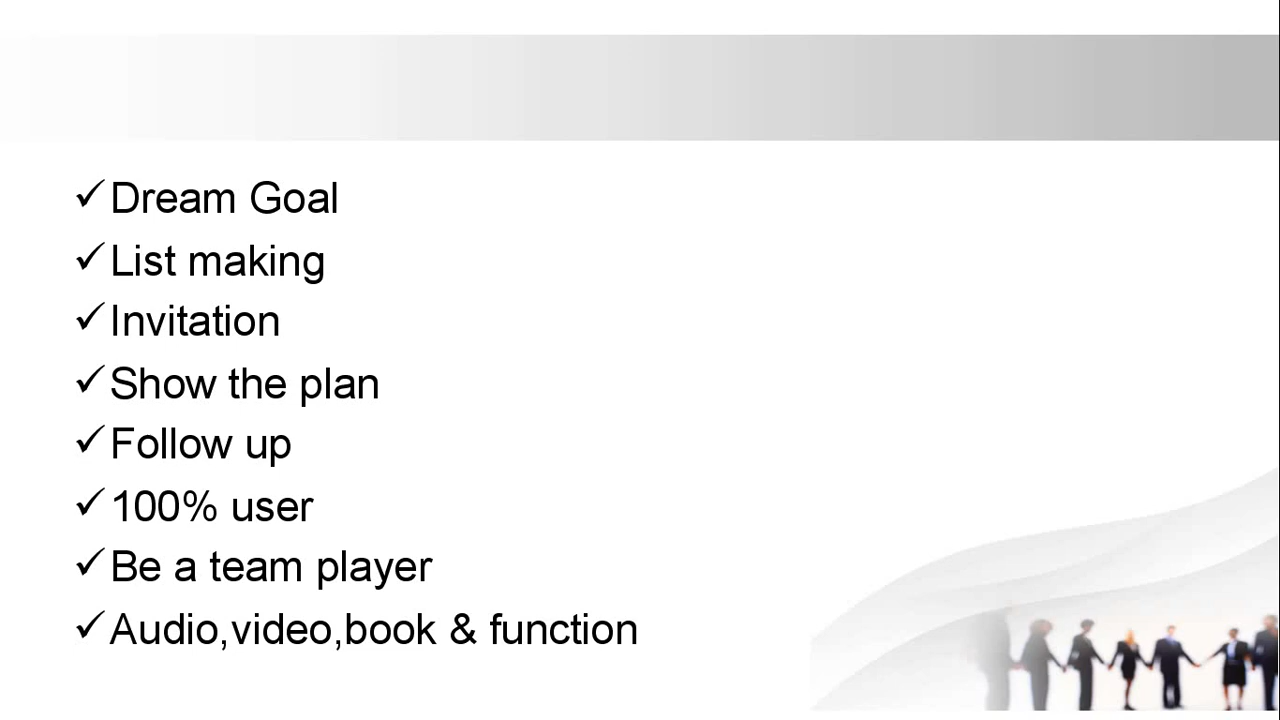 ✓Dream Goal
✓List making
✓Invitation
✓Show the plan
✓Follow up
✓100% user
✓Be a team player
✓Audio,video,book & function